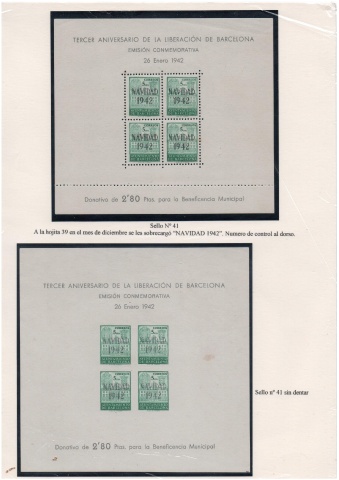 TERCER ANIVERSARIO DE LA LIBERACIÓN DE BARCELONA
EMISIÓN CONMEMORATIVA
26 Enero 1942
NAVIDAD NAVIDAD
1942 1942
NAVIDAD NAVIDAD
1942 1942
Donativo de 2'80 Ptas. para la Beneficencia Municipal
Sello Nº 41
A la hojita 39 en el mes de diciembre se les sobrecargó "NAVIDAD 1942". Numero de control al dorso.
TERCER ANIVERSARIO DE LA LIBERACIÓN DE BARCELONA
EMISIÓN CONMEMORATIVA
26 Enero 1942
NAVIDAD NAVIDAD
1942 1942
NAVIDAD NAVIDAD
1942 1942
Sello nº 41 sin dentar
Donativo de 2'80 Ptas. para la Beneficencia Municipal